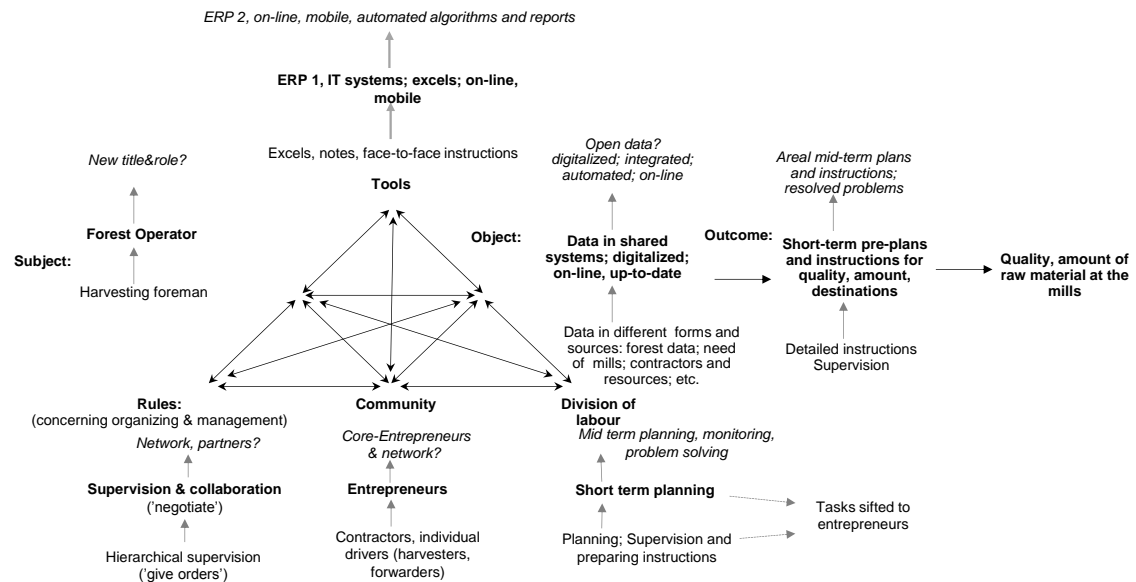 ERP 2, on-line, mobile, automated algorithms and reports
ERP 1, IT systems; excels; on-line,
mobile
Excels, notes, face-to-face instructions
Tools
New title&role?
Forest Operator
Subject:
Harvesting foreman
Open data?
digitalized; integrated;
automated; on-line
Object:
Data in shared
systems; digitalized;
on-line, up-to-date
Data in different forms and
sources: forest data; need
of mills; contractors and
resources; etc.
Areal mid-term plans
and instructions;
resolved problems
Outcome:
Short-term pre-plans
and instructions for
quality, amount,
destinations
Detailed instructions
Supervision
Quality, amount of
raw material at the
mills
Rules:
(concerning organizing & management)
Network, partners?
Supervision & collaboration
('negotiate')
Hierarchical supervision
('give orders')
Community
Core-Entrepreneurs
& network?
Entrepreneurs
Contractors, individual
drivers (harvesters,
forwarders)
Division of
labour
Mid term planning, monitoring,
problem solving
Short term planning
Planning; Supervision and
preparing instructions
Tasks sifted to
entrepreneurs